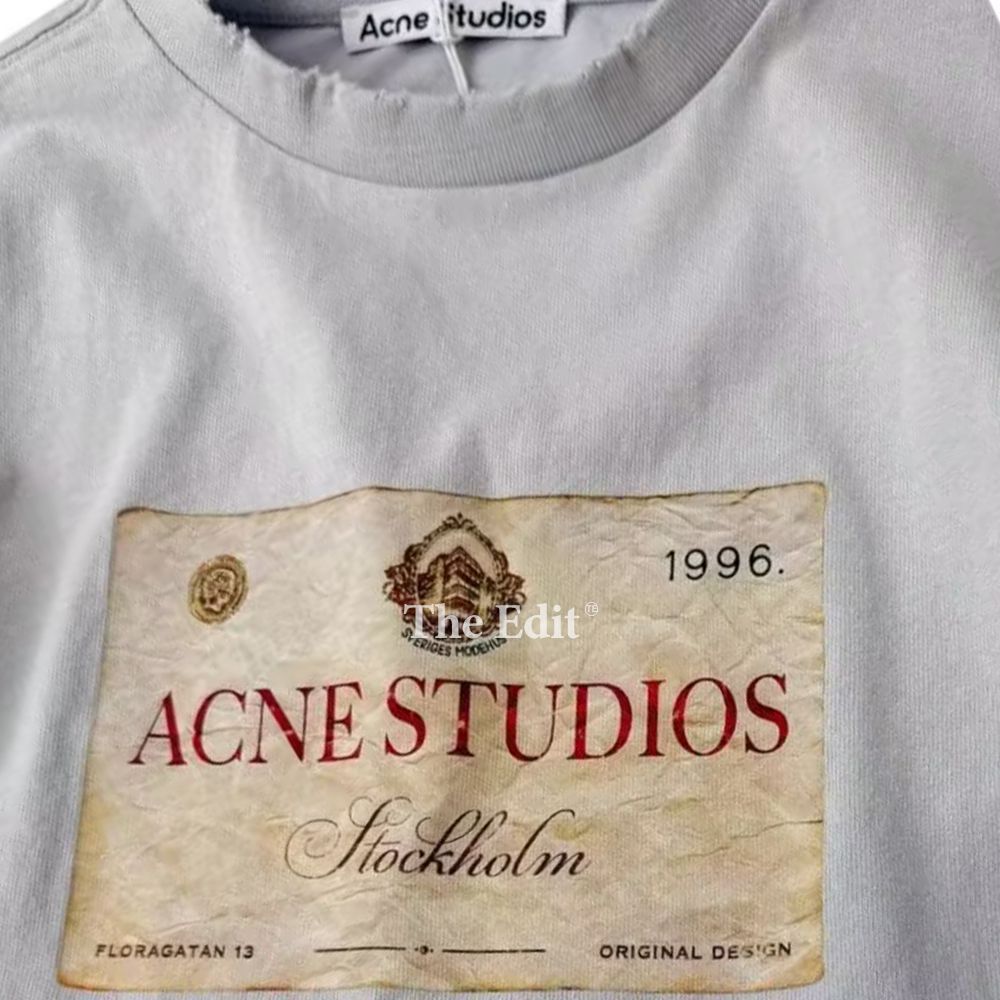 Acne Studios
1996.
The Edit
SVERIGES MODEHUS
ACNE STUDIOS
Stockholm
FLORAGATAN 13
ORIGINAL DESIGN